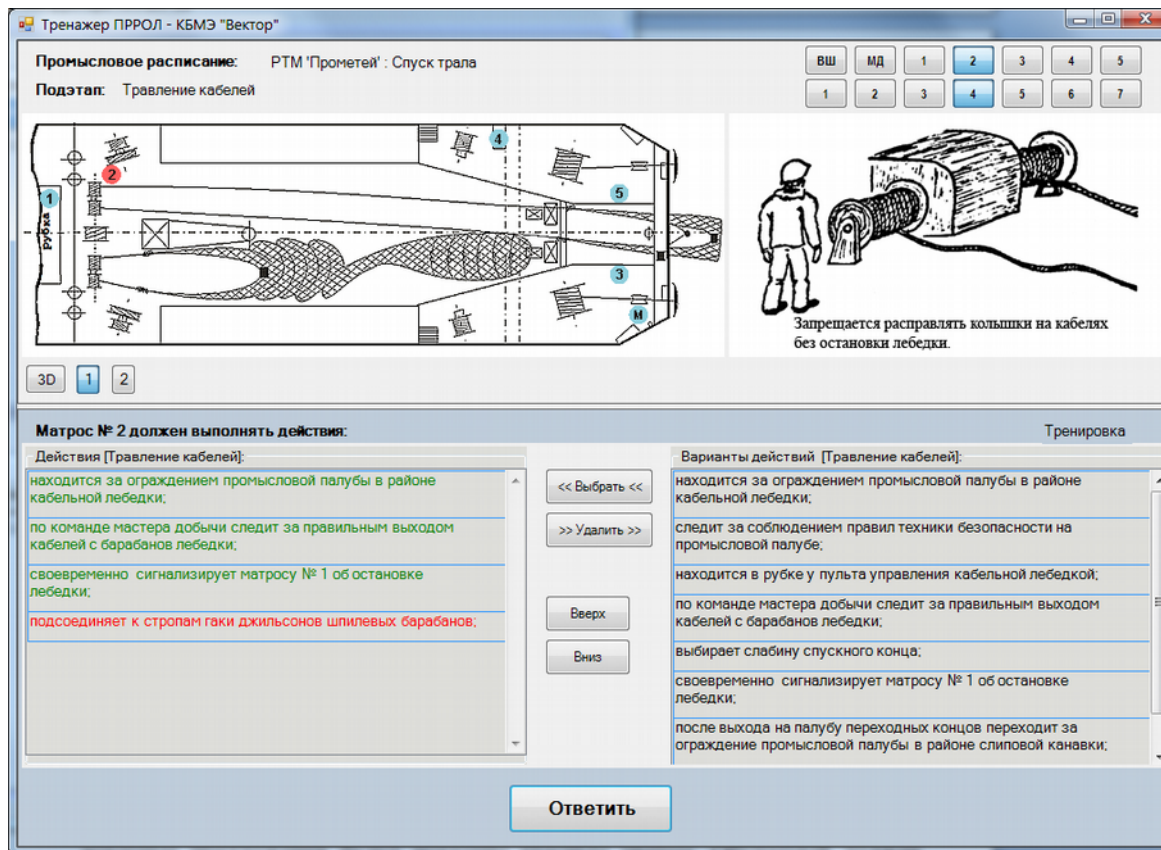 Тренажер ПРРОЛ - КБМЭ "Вектор"
Промысловое расписание: РТМ 'Прометей' : Спуск трала
Подэтап: Травление кабелей
ВШ МД 1 2 3 4 5
1 2 3 4 5 6 7
4
2
1
5
Рубка
3
М
Запрещается расправлять колышки на кабелях
без остановки лебедки.
3D 1 2
Матрос № 2 должен выполнять действия:
Тренировка
Действия [Травление кабелей]:
находится за ограждением промысловой палубы в районе
кабельной лебедки;
по команде мастера добычи следит за правильным выходом
кабелей с барабанов лебедки;
своевременно сигнализирует матросу № 1 об остановке
лебедки;
подсоединяет к стропам гаки джильсонов шпилевых барабанов;
<< Выбрать <<
>> Удалить >>
Вверх
Вниз
Варианты действий [Травление кабелей]:
находится за ограждением промысловой палубы в районе
кабельной лебедки;
следит за соблюдением правил техники безопасности на
промысловой палубе;
находится в рубке у пульта управления кабельной лебедкой;
по команде мастера добычи следит за правильным выходом
кабелей с барабанов лебедки;
выбирает слабину спускного конца;
своевременно сигнализирует матросу № 1 об остановке
лебедки;
после выхода на палубу переходных концов переходит за
ограждение промысловой палубы в районе слиповой канавки;
Ответить